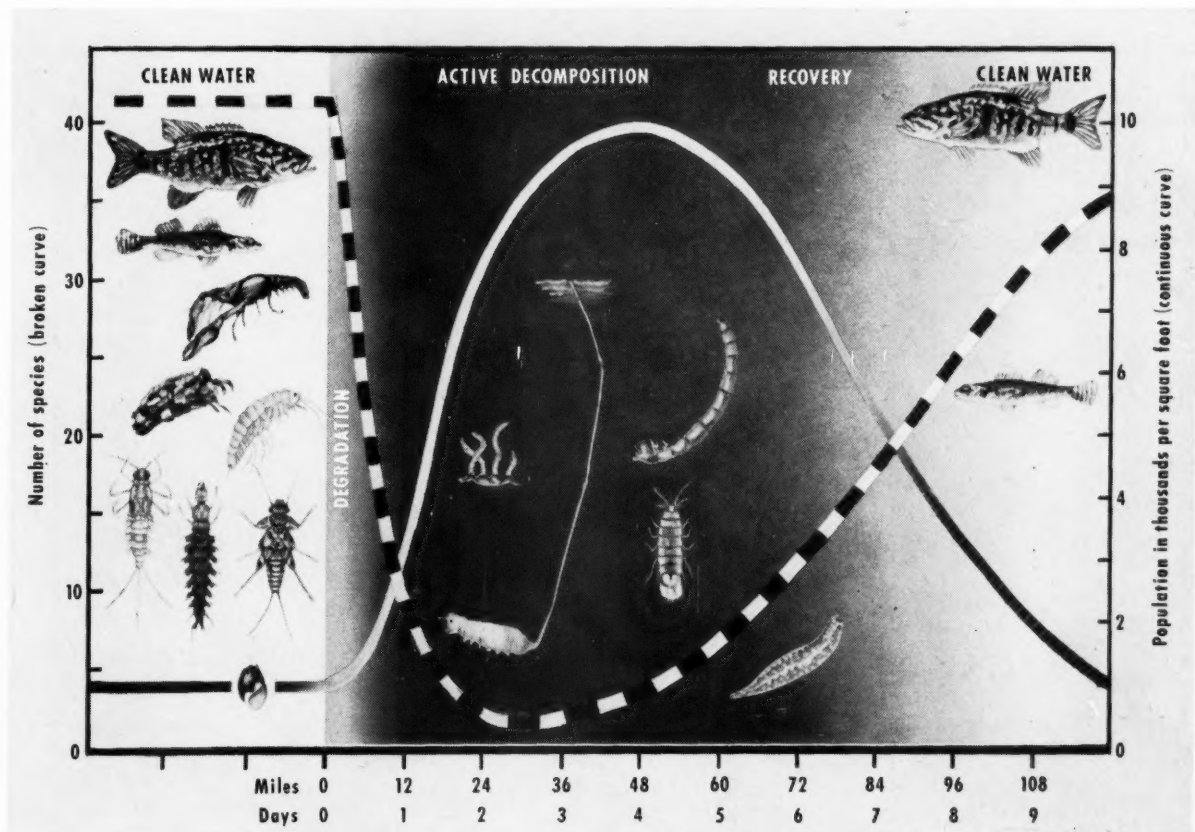 CLEAN WATER
ACTIVE DECOMPOSITION
RECOVERY
CLEAN WATER
DEGRADATION
Number of species (broken curve)
40
30
20
10
0
Population in thousands per square foot (continuous curve)
10
8
6
4
2
0
Miles 0 12 24 36 48 60 72 84 96 108
Days 0 1 2 3 4 5 6 7 8 9